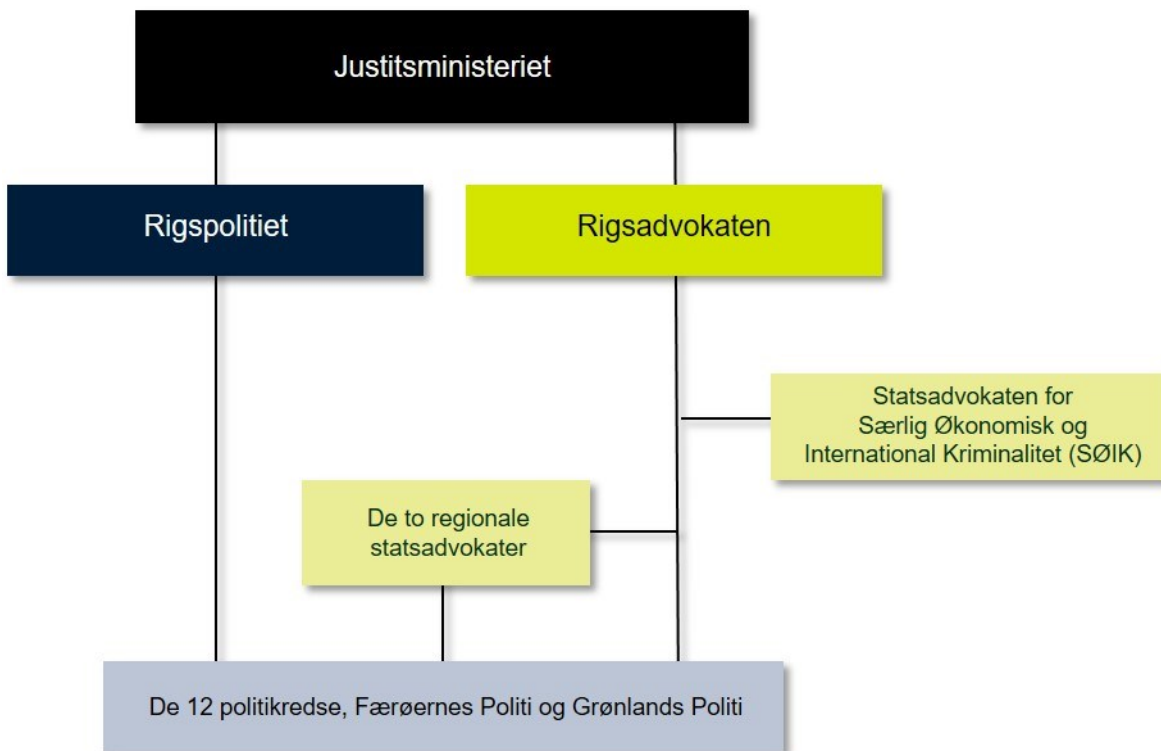 Justitsministeriet
Rigspolitiet
Rigsadvokaten
Statsadvokaten for
Særlig Økonomisk og
International Kriminalitet (SØIK)
De to regionale
statsadvokater
De 12 politikredse, Færøernes Politi og Grønlands Politi